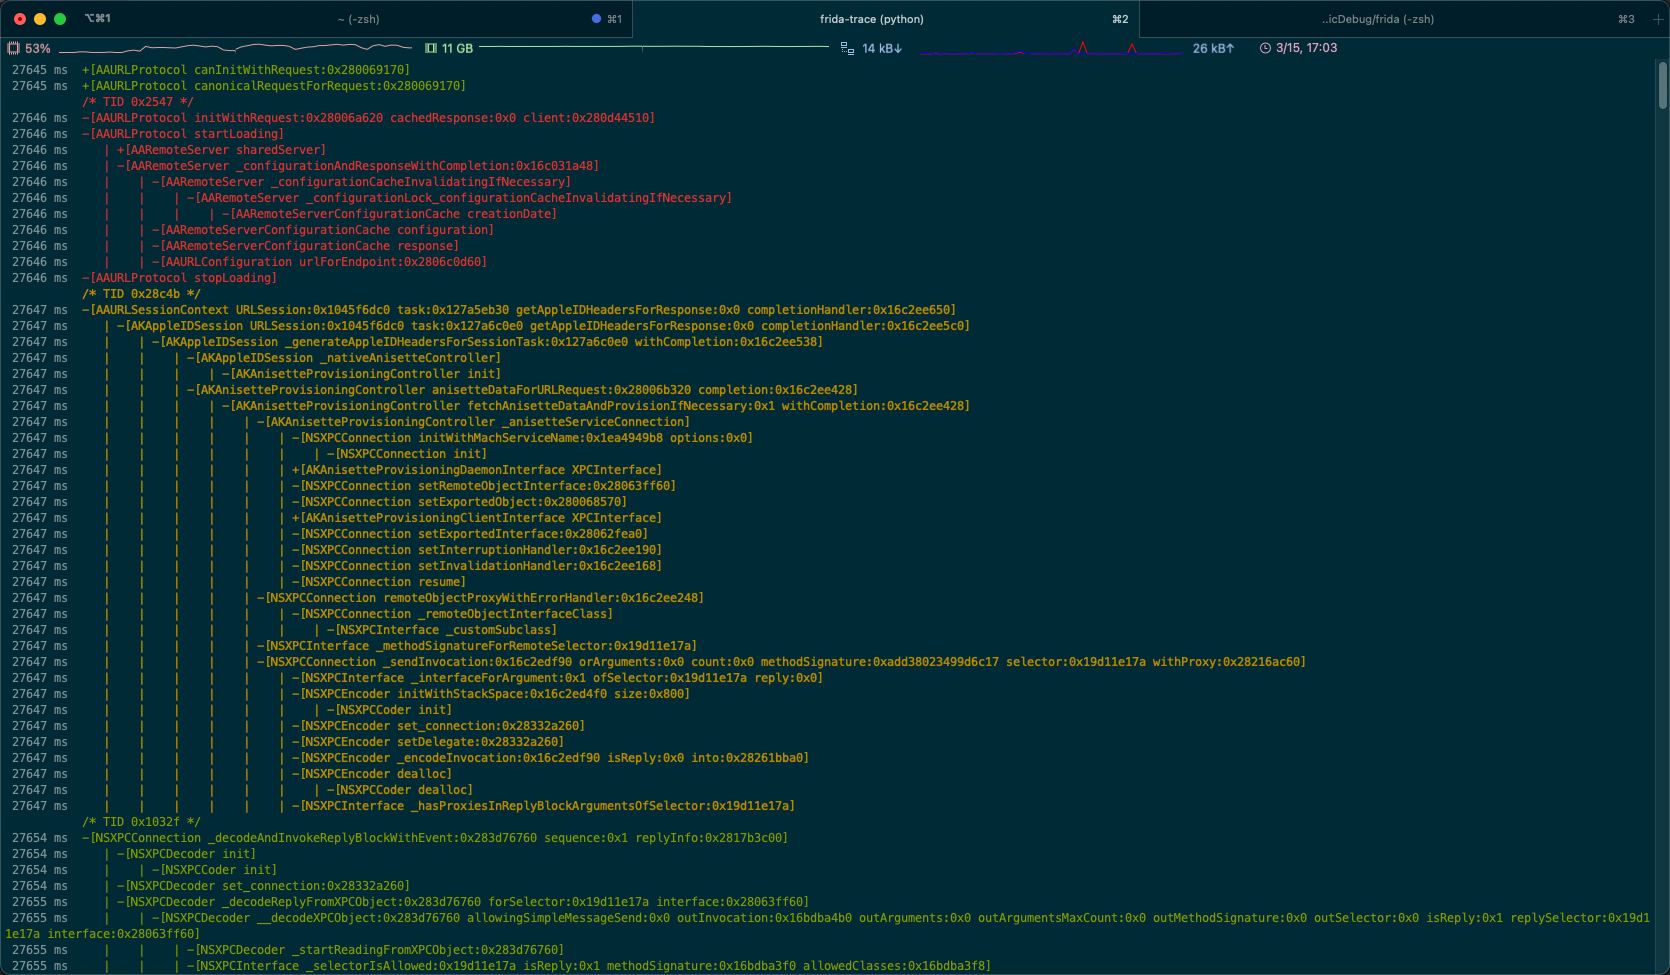 ⌥⌘1 ~ (-zsh) ⌘1 frida-trace (python) ⌘2 ..icDebug/frida (-zsh) ⌘3 +
53% 11 GB 14 kB↓ 26 kB↑ 3/15, 17:03
27645 ms  +[AAURLProtocol canInitWithRequest:0x280069170]
27645 ms  +[AAURLProtocol canonicalRequestForRequest:0x280069170]
/* TID 0x2547 */
27646 ms  -[AAURLProtocol initWithRequest:0x28006a620 cachedResponse:0x0 client:0x280d44510]
27646 ms  -[AAURLProtocol startLoading]
27646 ms     | +[AARemoteServer sharedServer]
27646 ms     | -[AARemoteServer _configurationAndResponseWithCompletion:0x16c031a48]
27646 ms     |    | -[AARemoteServer _configurationCacheInvalidatingIfNecessary]
27646 ms     |    |    | -[AARemoteServer _configurationLock_configurationCacheInvalidatingIfNecessary]
27646 ms     |    |    |    | -[AARemoteServerConfigurationCache creationDate]
27646 ms     |    | -[AARemoteServerConfigurationCache configuration]
27646 ms     |    | -[AARemoteServerConfigurationCache response]
27646 ms     |    | -[AAURLConfiguration urlForEndpoint:0x2806c0d60]
27646 ms  -[AAURLProtocol stopLoading]
/* TID 0x28c4b */
27647 ms  -[AAURLSessionContext URLSession:0x1045f6dc0 task:0x127a5eb30 getAppleIDHeadersForResponse:0x0 completionHandler:0x16c2ee650]
27647 ms     | -[AKAppleIDSession URLSession:0x1045f6dc0 task:0x127a6c0e0 getAppleIDHeadersForResponse:0x0 completionHandler:0x16c2ee5c0]
27647 ms     |    | -[AKAppleIDSession _generateAppleIDHeadersForSessionTask:0x127a6c0e0 withCompletion:0x16c2ee538]
27647 ms     |    |    | -[AKAppleIDSession _nativeAnisetteController]
27647 ms     |    |    |    | -[AKAnisetteProvisioningController init]
27647 ms     |    |    | -[AKAnisetteProvisioningController anisetteDataForURLRequest:0x28006b320 completion:0x16c2ee428]
27647 ms     |    |    |    | -[AKAnisetteProvisioningController fetchAnisetteDataAndProvisionIfNecessary:0x1 withCompletion:0x16c2ee428]
27647 ms     |    |    |    |    | -[AKAnisetteProvisioningController _anisetteServiceConnection]
27647 ms     |    |    |    |    |    | -[NSXPCConnection initWithMachServiceName:0x1ea4949b8 options:0x0]
27647 ms     |    |    |    |    |    |    | -[NSXPCConnection init]
27647 ms     |    |    |    |    |    | +[AKAnisetteProvisioningDaemonInterface XPCInterface]
27647 ms     |    |    |    |    |    | -[NSXPCConnection setRemoteObjectInterface:0x28063ff60]
27647 ms     |    |    |    |    |    | -[NSXPCConnection setExportedObject:0x280068570]
27647 ms     |    |    |    |    |    | +[AKAnisetteProvisioningClientInterface XPCInterface]
27647 ms     |    |    |    |    |    | -[NSXPCConnection setExportedInterface:0x28062fea0]
27647 ms     |    |    |    |    |    | -[NSXPCConnection setInterruptionHandler:0x16c2ee190]
27647 ms     |    |    |    |    |    | -[NSXPCConnection setInvalidationHandler:0x16c2ee168]
27647 ms     |    |    |    |    |    | -[NSXPCConnection resume]
27647 ms     |    |    |    |    | -[NSXPCConnection remoteObjectProxyWithErrorHandler:0x16c2ee248]
27647 ms     |    |    |    |    |    | -[NSXPCConnection _remoteObjectInterfaceClass]
27647 ms     |    |    |    |    |    |    | -[NSXPCInterface _customSubclass]
27647 ms     |    |    |    |    | -[NSXPCInterface _methodSignatureForRemoteSelector:0x19d11e17a]
27647 ms     |    |    |    |    | -[NSXPCConnection _sendInvocation:0x16c2edf90 orArguments:0x0 count:0x0 methodSignature:0xadd38023499d6c17 selector:0x19d11e17a withProxy:0x28216ac60]
27647 ms     |    |    |    |    |    | -[NSXPCInterface _interfaceForArgument:0x1 ofSelector:0x19d11e17a reply:0x0]
27647 ms     |    |    |    |    |    | -[NSXPCEncoder initWithStackSpace:0x16c2ed4f0 size:0x800]
27647 ms     |    |    |    |    |    |    | -[NSXPCCoder init]
27647 ms     |    |    |    |    |    | -[NSXPCEncoder set_connection:0x28332a260]
27647 ms     |    |    |    |    |    | -[NSXPCEncoder setDelegate:0x28332a260]
27647 ms     |    |    |    |    |    | -[NSXPCEncoder _encodeInvocation:0x16c2edf90 isReply:0x0 into:0x28261bba0]
27647 ms     |    |    |    |    |    | -[NSXPCEncoder dealloc]
27647 ms     |    |    |    |    |    |    | -[NSXPCCoder dealloc]
27647 ms     |    |    |    |    |    | -[NSXPCInterface _hasProxiesInReplyBlockArgumentsOfSelector:0x19d11e17a]
/* TID 0x1032f */
27654 ms  -[NSXPCConnection _decodeAndInvokeReplyBlockWithEvent:0x283d76760 sequence:0x1 replyInfo:0x2817b3c00]
27654 ms     | -[NSXPCDecoder init]
27654 ms     |    | -[NSXPCCoder init]
27654 ms     | -[NSXPCDecoder set_connection:0x28332a260]
27655 ms     | -[NSXPCDecoder _decodeReplyFromXPCObject:0x283d76760 forSelector:0x19d11e17a interface:0x28063ff60]
27655 ms     |    | -[NSXPCDecoder __decodeXPCObject:0x283d76760 allowingSimpleMessageSend:0x0 outInvocation:0x16bdba4b0 outArguments:0x0 outArgumentsMaxCount:0x0 outMethodSignature:0x0 outSelector:0x0 isReply:0x1 replySelector:0x19d1
1e17a interface:0x28063ff60]
27655 ms     |    |    | -[NSXPCDecoder _startReadingFromXPCObject:0x283d76760]
27655 ms     |    |    | -[NSXPCInterface _selectorIsAllowed:0x19d11e17a isReply:0x1 methodSignature:0x16bdba3f0 allowedClasses:0x16bdba3f8]